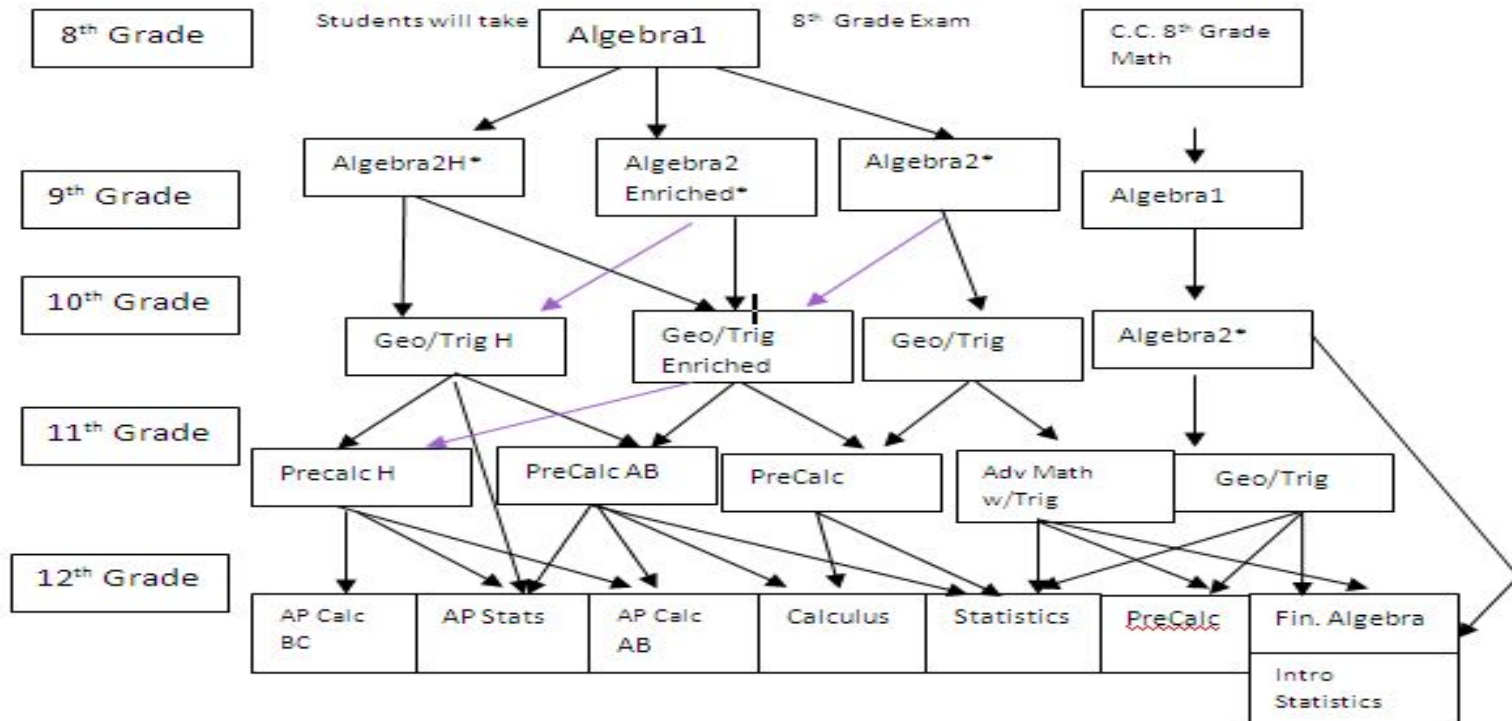 8th Grade
Students will take
Algebra1
8th Grade Exam
C.C. 8th Grade
Math
9th Grade
Algebra2H*
Algebra2
Enriched*
Algebra2*
Algebra1
10th Grade
Geo/Trig H
Geo/Trig
Enriched
Geo/Trig
Algebra2*
11th Grade
Precalc H
PreCalc AB
PreCalc
Adv Math
w/Trig
Geo/Trig
12th Grade
AP Calc
BC
AP Stats
AP Calc
AB
Calculus
Statistics
PreCalc
Fin. Algebra
Intro
Statistics